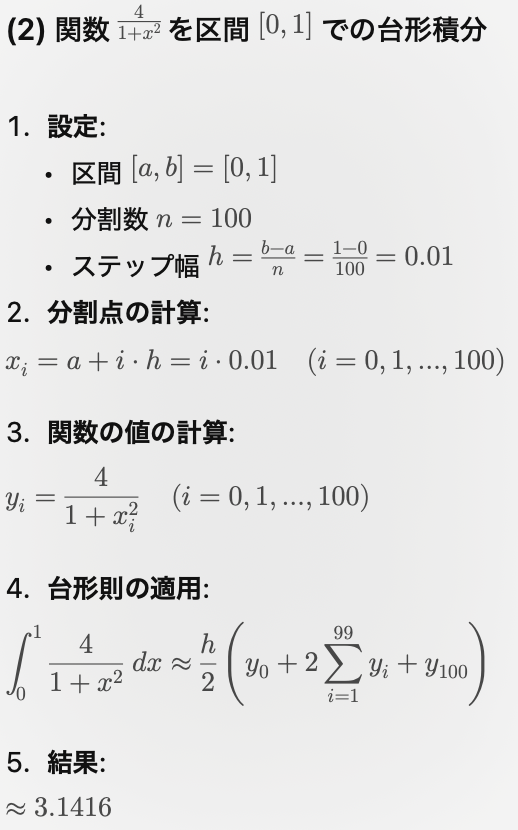 (2) 関数 $\frac{4}{1+x^2}$ を区間 $[0, 1]$ での台形積分
1. 設定:
• 区間 $[a, b] = [0, 1]$
• 分割数 $n = 100$
• ステップ幅 $h = \frac{b-a}{n} = \frac{1-0}{100} = 0.01$
2. 分割点の計算:
$x_i = a + i \cdot h = i \cdot 0.01 \quad (i = 0, 1, ..., 100)$
3. 関数の値の計算:
$y_i = \frac{4}{1 + x_i^2} \quad (i = 0, 1, ..., 100)$
4. 台形則の適用:
$\int_0^1 \frac{4}{1 + x^2} \, dx \approx \frac{h}{2} \left( y_0 + 2 \sum_{i=1}^{99} y_i + y_{100} \right)$
5. 結果:
$\approx 3.1416$